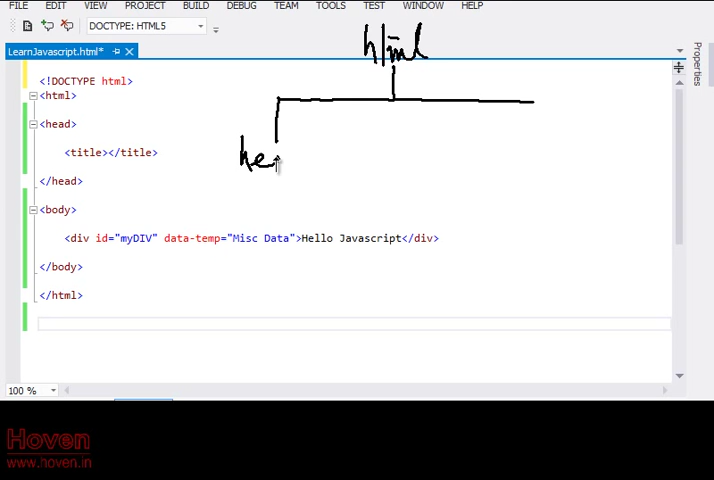 FILE EDIT VIEW PROJECT BUILD DEBUG TEAM TOOLS TEST WINDOW HELP
DOCTYPE: HTML5
LearnJavascript.html*
Properties
html
<!DOCTYPE html>
<html>
<head>
he
<title></title>
</head>
<body>
<div id="myDIV" data-temp="Misc Data">Hello Javascript</div>
</body>
</html>
100 %
Hoven
www.hoven.in